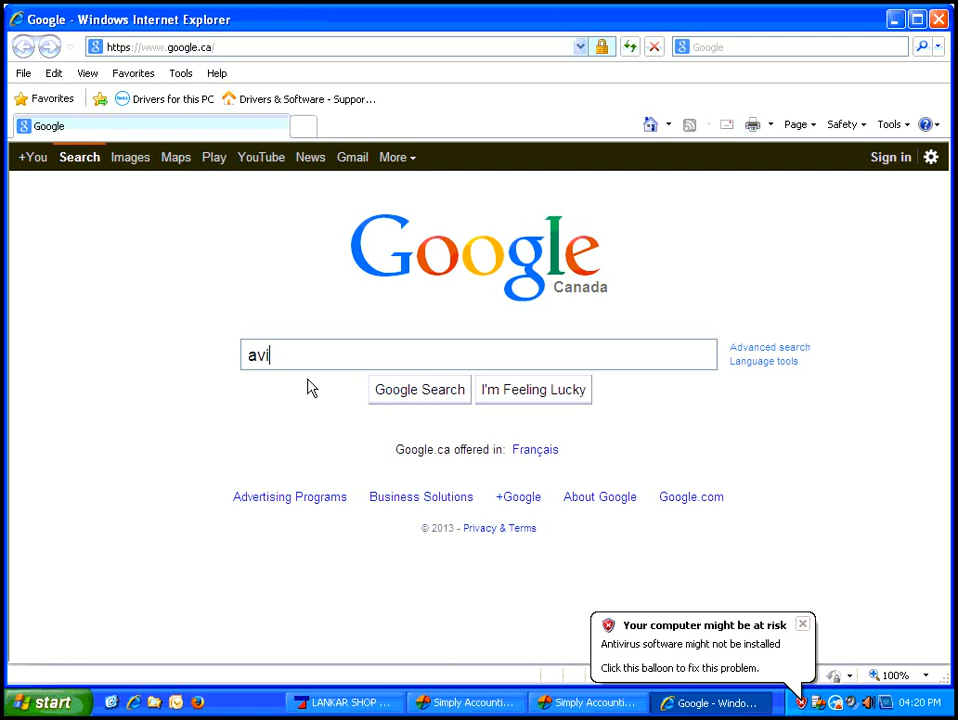 Google - Windows Internet Explorer
https://www.google.ca/
Google
File Edit View Favorites Tools Help
Favorites Drivers for this PC Drivers & Software - Suppor...
Google
Page Safety Tools
+You Search Images Maps Play YouTube News Gmail More Sign in
Google
Canada
avi
Advanced search
Language tools
Google Search I'm Feeling Lucky
Google.ca offered in: Français
Advertising Programs Business Solutions +Google About Google Google.com
© 2013 - Privacy & Terms
Your computer might be at risk
Antivirus software might not be installed
Click this balloon to fix this problem.
100%
start LANKAR SHOP ... Simply Accounti... Simply Accounti... Google - Windo... 04:20 PM